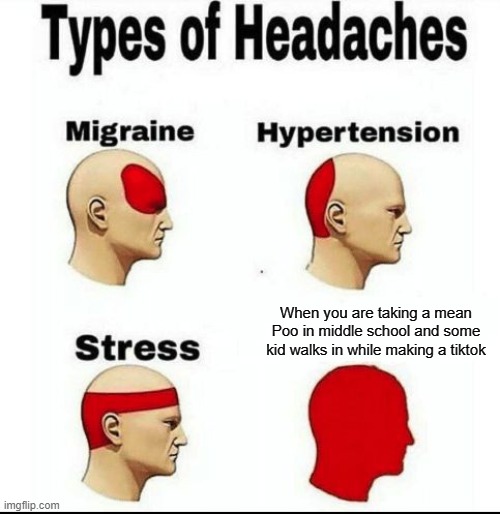 Types of Headaches
Migraine
Hypertension
When you are taking a mean
Poo in middle school and some
kid walks in while making a tiktok
Stress
imgflip.com